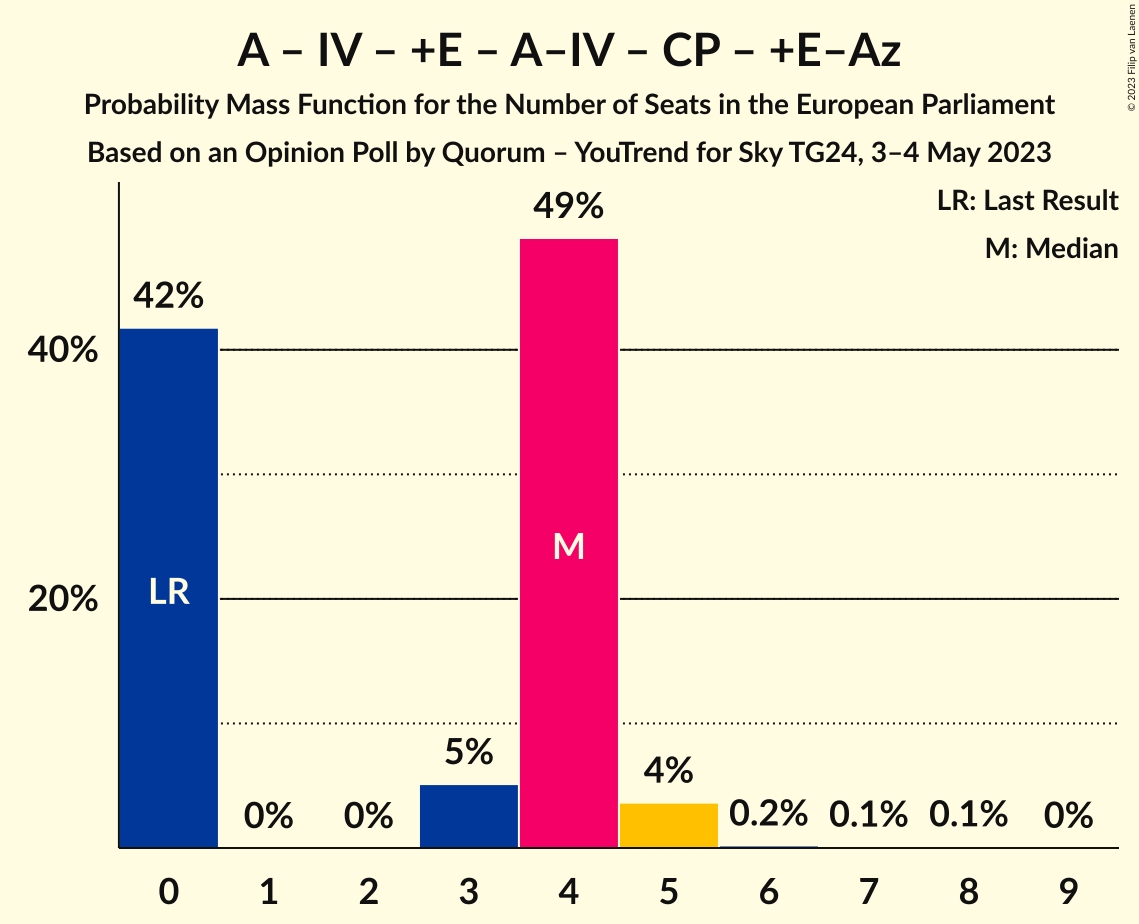 A – IV – +E – A–IV – CP – +E–Az
Probability Mass Function for the Number of Seats in the European Parliament
Based on an Opinion Poll by Quorum – YouTrend for Sky TG24, 3–4 May 2023
© 2023 Filip van Laenen
LR: Last Result
M: Median
49%
42%
40%
M
LR
20%
5%
4%
0%
0%
0.2%
0.1%
0.1%
0%
0
1
2
3
4
5
6
7
8
9